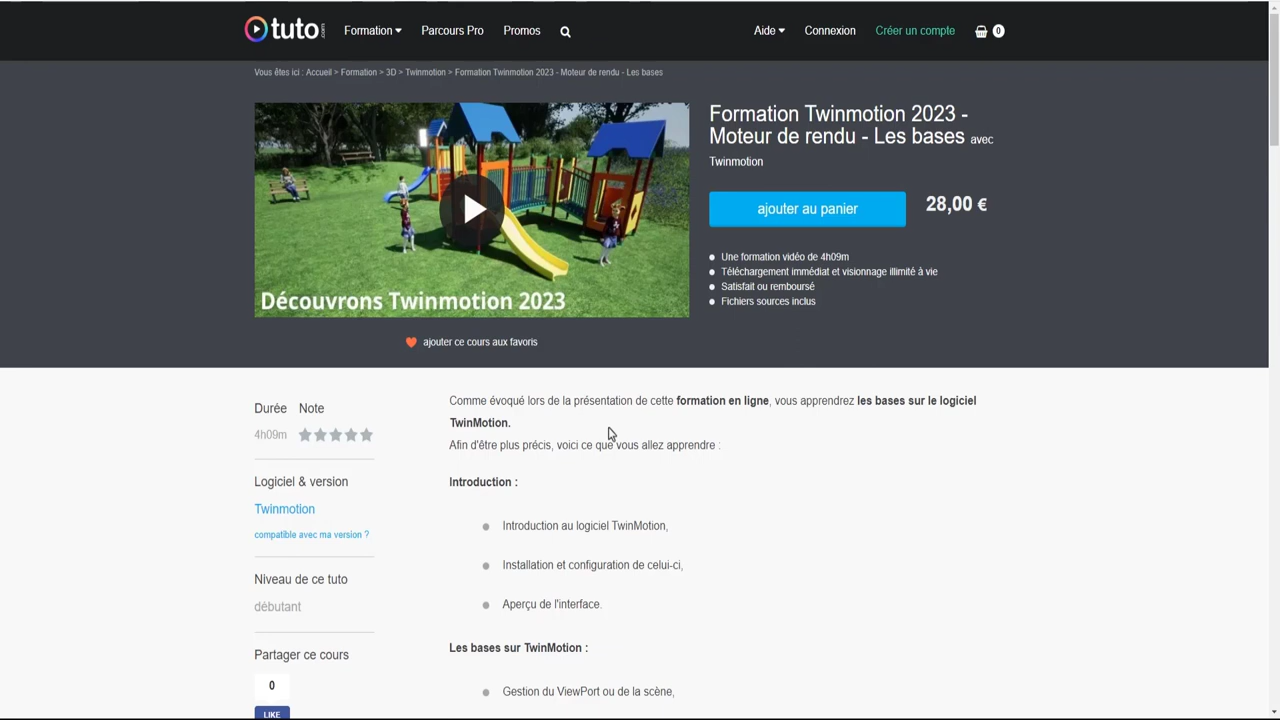 tuto.com
Formation
Parcours Pro
Promos
Aide
Connexion
Créer un compte
0
Vous êtes ici : Accueil > Formation > 3D > Twinmotion > Formation Twinmotion 2023 - Moteur de rendu - Les bases
Découvrons Twinmotion 2023
ajouter ce cours aux favoris
Formation Twinmotion 2023 -
Moteur de rendu - Les bases avec
Twinmotion
ajouter au panier
28,00 €
Une formation vidéo de 4h09m
Téléchargement immédiat et visionnage illimité à vie
Satisfait ou remboursé
Fichiers sources inclus
Durée Note
4h09m
Logiciel & version
Twinmotion
compatible avec ma version ?
Niveau de ce tuto
débutant
Partager ce cours
0
LIKE
Comme évoqué lors de la présentation de cette formation en ligne, vous apprendrez les bases sur le logiciel
TwinMotion.
Afin d'être plus précis, voici ce que vous allez apprendre :
Introduction :
Introduction au logiciel TwinMotion,
Installation et configuration de celui-ci,
Aperçu de l'interface.
Les bases sur TwinMotion :
Gestion du ViewPort ou de la scène,